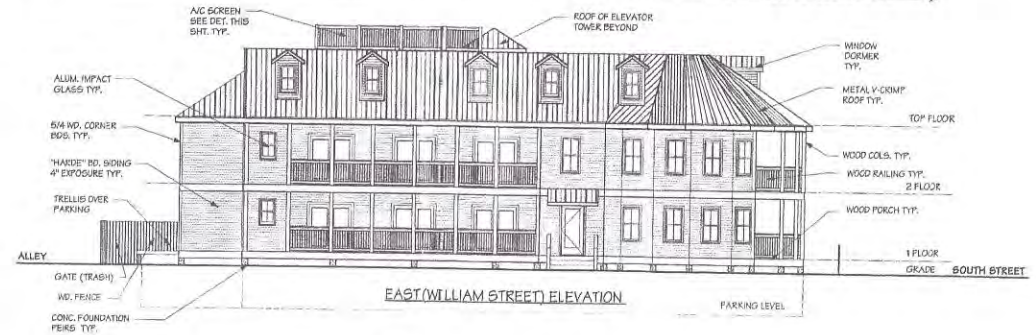 A/C SCREEN
SEE DET. THIS
SHT. TYP.
ROOF OF ELEVATOR
TOWER BEYOND
WINDOW
DORMER
TYP.
ALUM. IMPACT
GLASS TYP.
METAL V-CRIMP
ROOF TYP.
TOP FLOOR
5/4 WD. CORNER
BDS. TYP.
WOOD COLS. TYP.
"HARDE" BD. SIDING
4" EXPOSURE TYP.
WOOD RAILING TYP.
2 FLOOR
TRELLIS OVER
PARKING
WOOD PORCH TYP.
ALLEY
1 FLOOR
GRADE
SOUTH STREET
GATE (TRASH)
WD. FENCE
EAST (WILLIAM STREET) ELEVATION
PARKING LEVEL
CONC. FOUNDATION
PEIRS TYP.